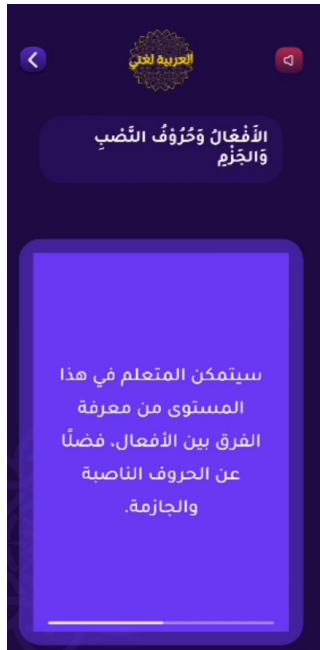 العربية لغتي
الأَفْعَالُ وَحُرُوْفُ النَّصْبِ
وَالجَزْمِ
سيتمكن المتعلم في هذا
المستوى من معرفة
الفرق بين الأفعال، فضلًا
عن الحروف الناصبة
والجازمة.